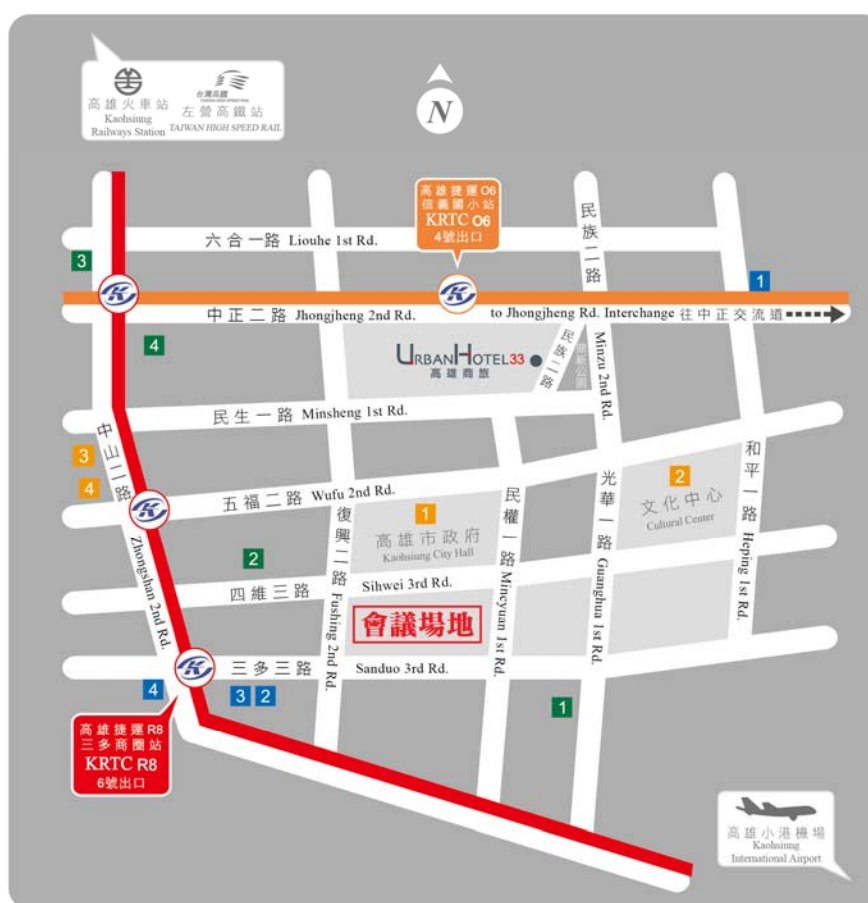 高雄火車站
Kaohsiung
Railways Station
台灣高鐵
TAIWAN HIGH SPEED RAIL
左營高鐵站
TAIWAN HIGH SPEED RAIL
N
高雄捷運O6
信義國小站
KRTC O6
4號出口
民族二路
六合一路 Liouhe 1st Rd.
3
1
中正二路 Jhongjheng 2nd Rd.
to Jhongjheng Rd. Interchange 往中正交流道
4
URBANHOTEL33
高雄商旅
民族二路
Minzu 2nd Rd.
民生一路 Minsheng 1st Rd.
中山二路
3
4
五福二路 Wufu 2nd Rd.
1
高雄市政府
Kaohsiung City Hall
2
文化中心
Cultural Center
和平一路 Heping 1st Rd.
光華一路 Guanghua 1st Rd.
民權一路 Mincyuan 1st Rd.
復興二路 Fushing 2nd Rd.
Zhongshan 2nd Rd.
2
四維三路 Sihwei 3rd Rd.
會議場地
三多三路 Sanduo 3rd Rd.
4
3 2
1
高雄捷運R8
三多商圈站
KRTC R8
6號出口
高雄小港機場
Kaohsiung
International Airport